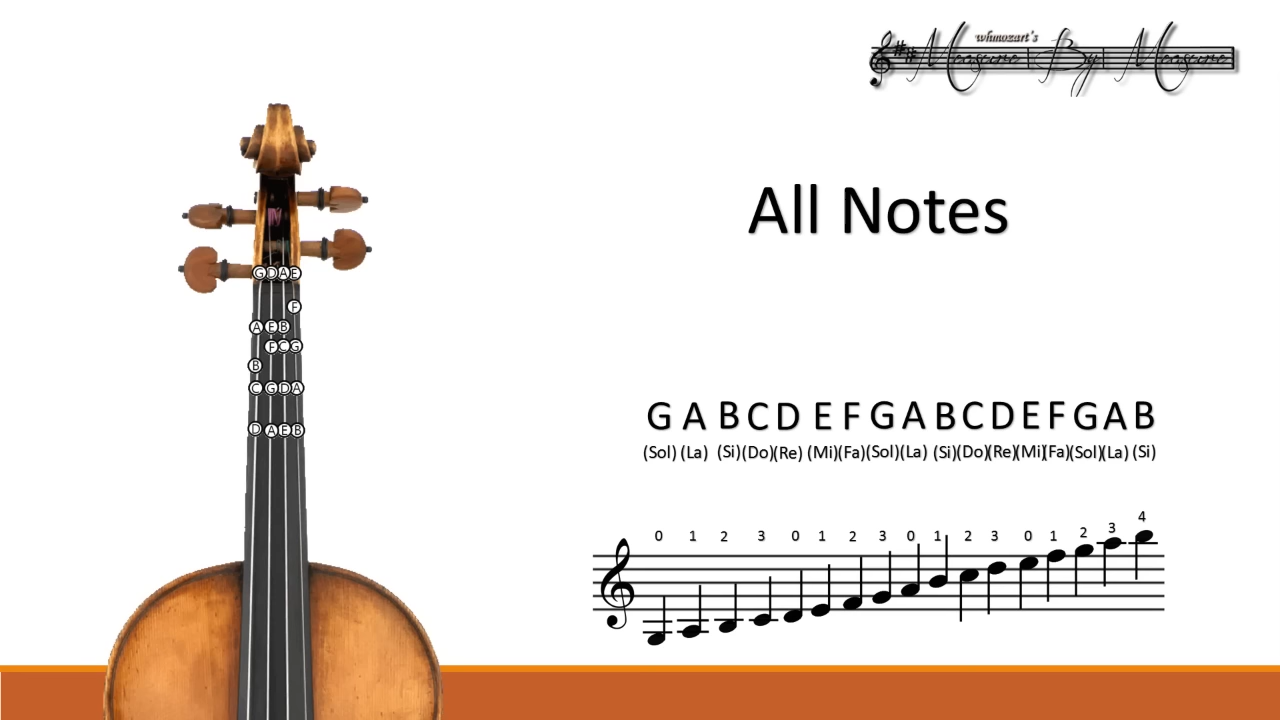 whmozart's
Measure By Measure
All Notes
G D A E
F
A E B
F C G
B
C G D A
D A E B
G A B C D E F G A B C D E F G A B
(Sol) (La) (Si) (Do) (Re) (Mi) (Fa) (Sol) (La) (Si) (Do) (Re) (Mi) (Fa) (Sol) (La) (Si)
0 1 2 3 0 1 2 3 0 1 2 3 0 1 2 3 4